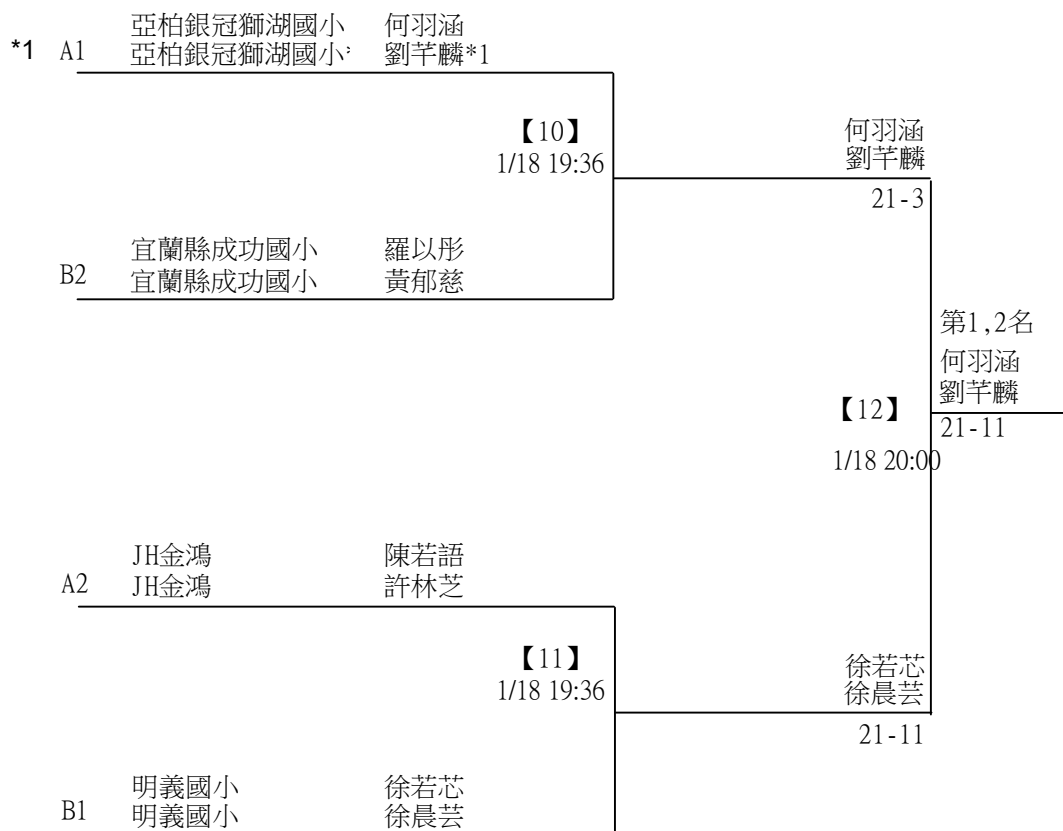 亞柏銀冠獅湖國小 何羽涵
*1 A1 亞柏銀冠獅湖國小 劉芊麟*1
【10】
1/18 19:36
何羽涵
劉芊麟
21-3
宜蘭縣成功國小 羅以彤
B2 宜蘭縣成功國小 黃郁慈
第1,2名
何羽涵
劉芊麟
【12】
21-11
1/18 20:00
JH金鴻 陳若語
A2 JH金鴻 許林芝
【11】
1/18 19:36
徐若芯
徐晨芸
21-11
明義國小 徐若芯
B1 明義國小 徐晨芸